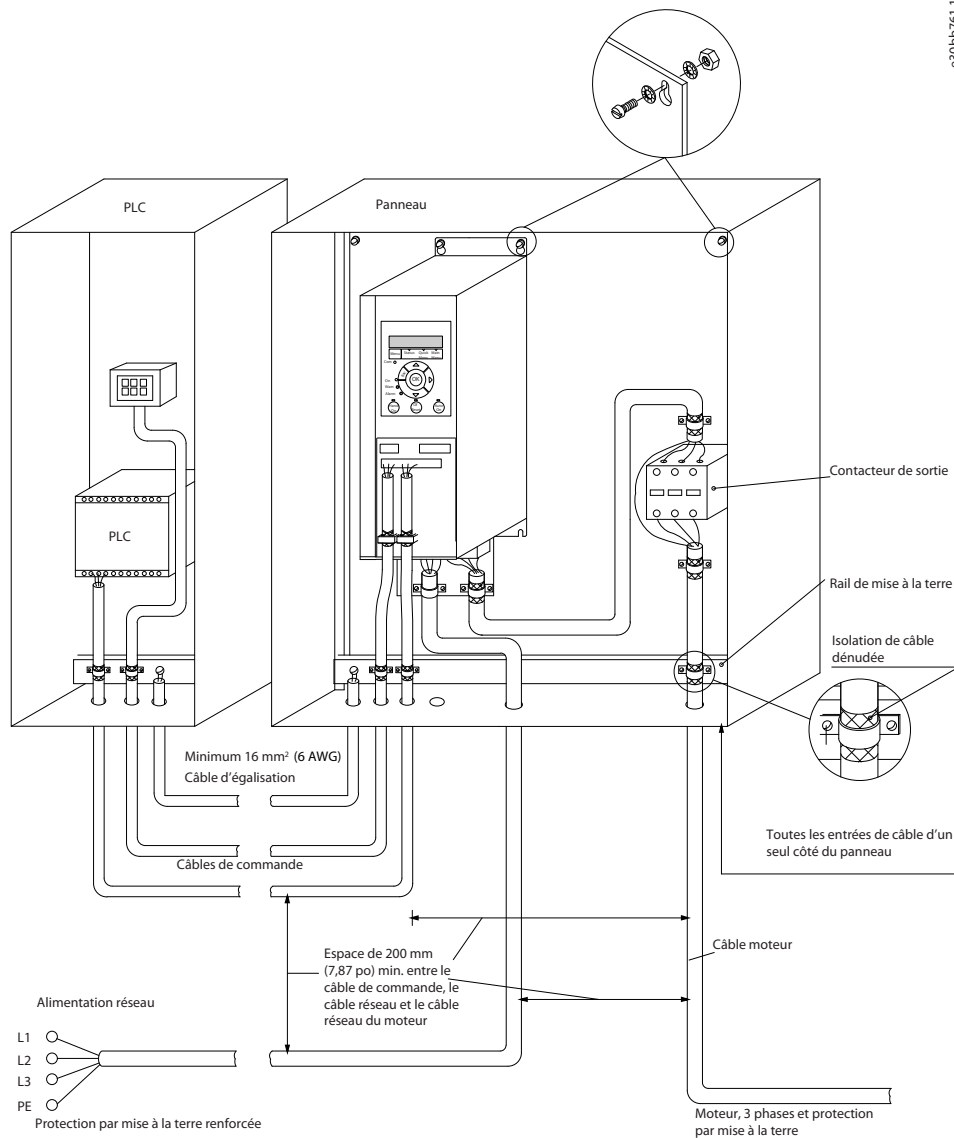 PLC
Panneau
PLC
OK
Contacteur de sortie
Rail de mise à la terre
Isolation de câble
dénudée
Minimum 16 mm² (6 AWG)
Câble d'égalisation
Câbles de commande
Toutes les entrées de câble d'un
seul côté du panneau
Espace de 200 mm
(7,87 po) min. entre le
câble de commande, le
câble réseau et le câble
réseau du moteur
Câble moteur
Alimentation réseau
L1
L2
L3
PE
Protection par mise à la terre renforcée
Moteur, 3 phases et protection
par mise à la terre